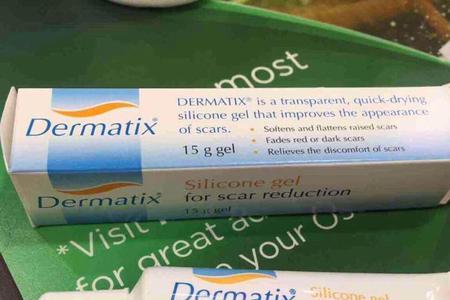 most
Dermatix®
DERMATIX® is a transparent, quick-drying
silicone gel that improves the appearance
of scars.
• Softens and flattens raised scars
• Fades red or dark scars
• Relieves the discomfort of scars
15 g gel
Dermatix®
Silicone gel
for scar reduction
15 g gel
*Visit
for great
on your
Dermatix®
Silicone gel